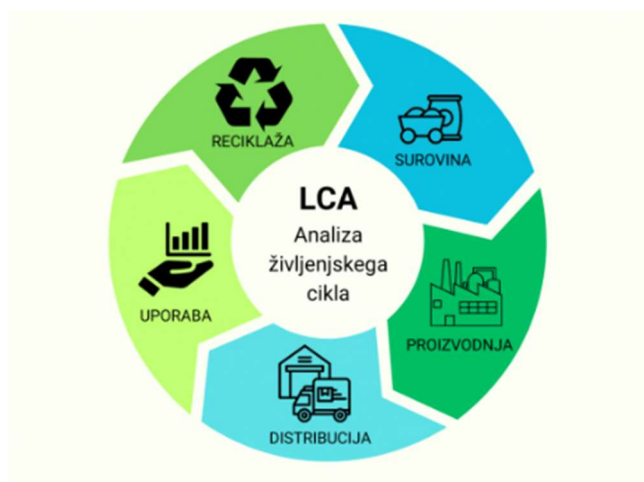 LCA
Analiza
življenjskega
cikla
SUROVINA
PROIZVODNJA
DISTRIBUCIJA
UPORABA
RECIKLAŽA